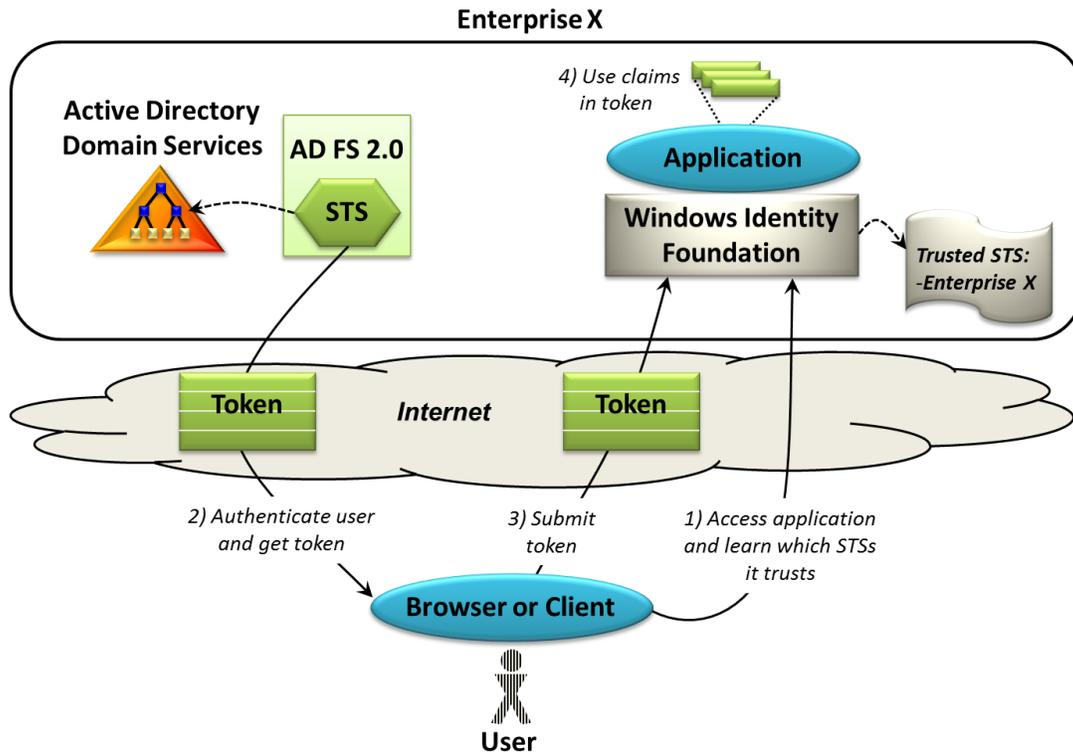 Enterprise X
Active Directory
Domain Services
AD FS 2.0
STS
4) Use claims
in token
Application
Windows Identity
Foundation
Trusted STS:
-Enterprise X
Token
Internet
Token
2) Authenticate user
and get token
3) Submit
token
1) Access application
and learn which STSs
it trusts
Browser or Client
User